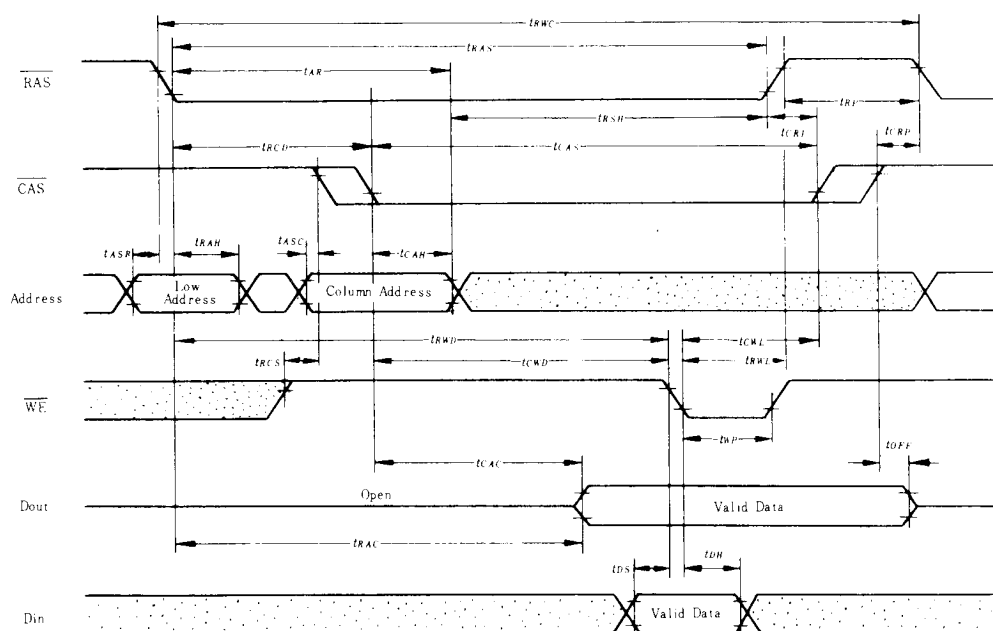 tRWC
tRAS
tAR
RAS
tRP
tRSH
tCRI
tCRP
tRCD
tCAS
CAS
tASR
tRAH
tASC
tCAH
Address
Low
Address
Column Address
tRWD
tCWL
tRCS
tCWD
tRWL
WE
tWP
tOFF
tCAC
Open
Dout
Valid Data
tRAC
tDS
tDH
Din
Valid Data